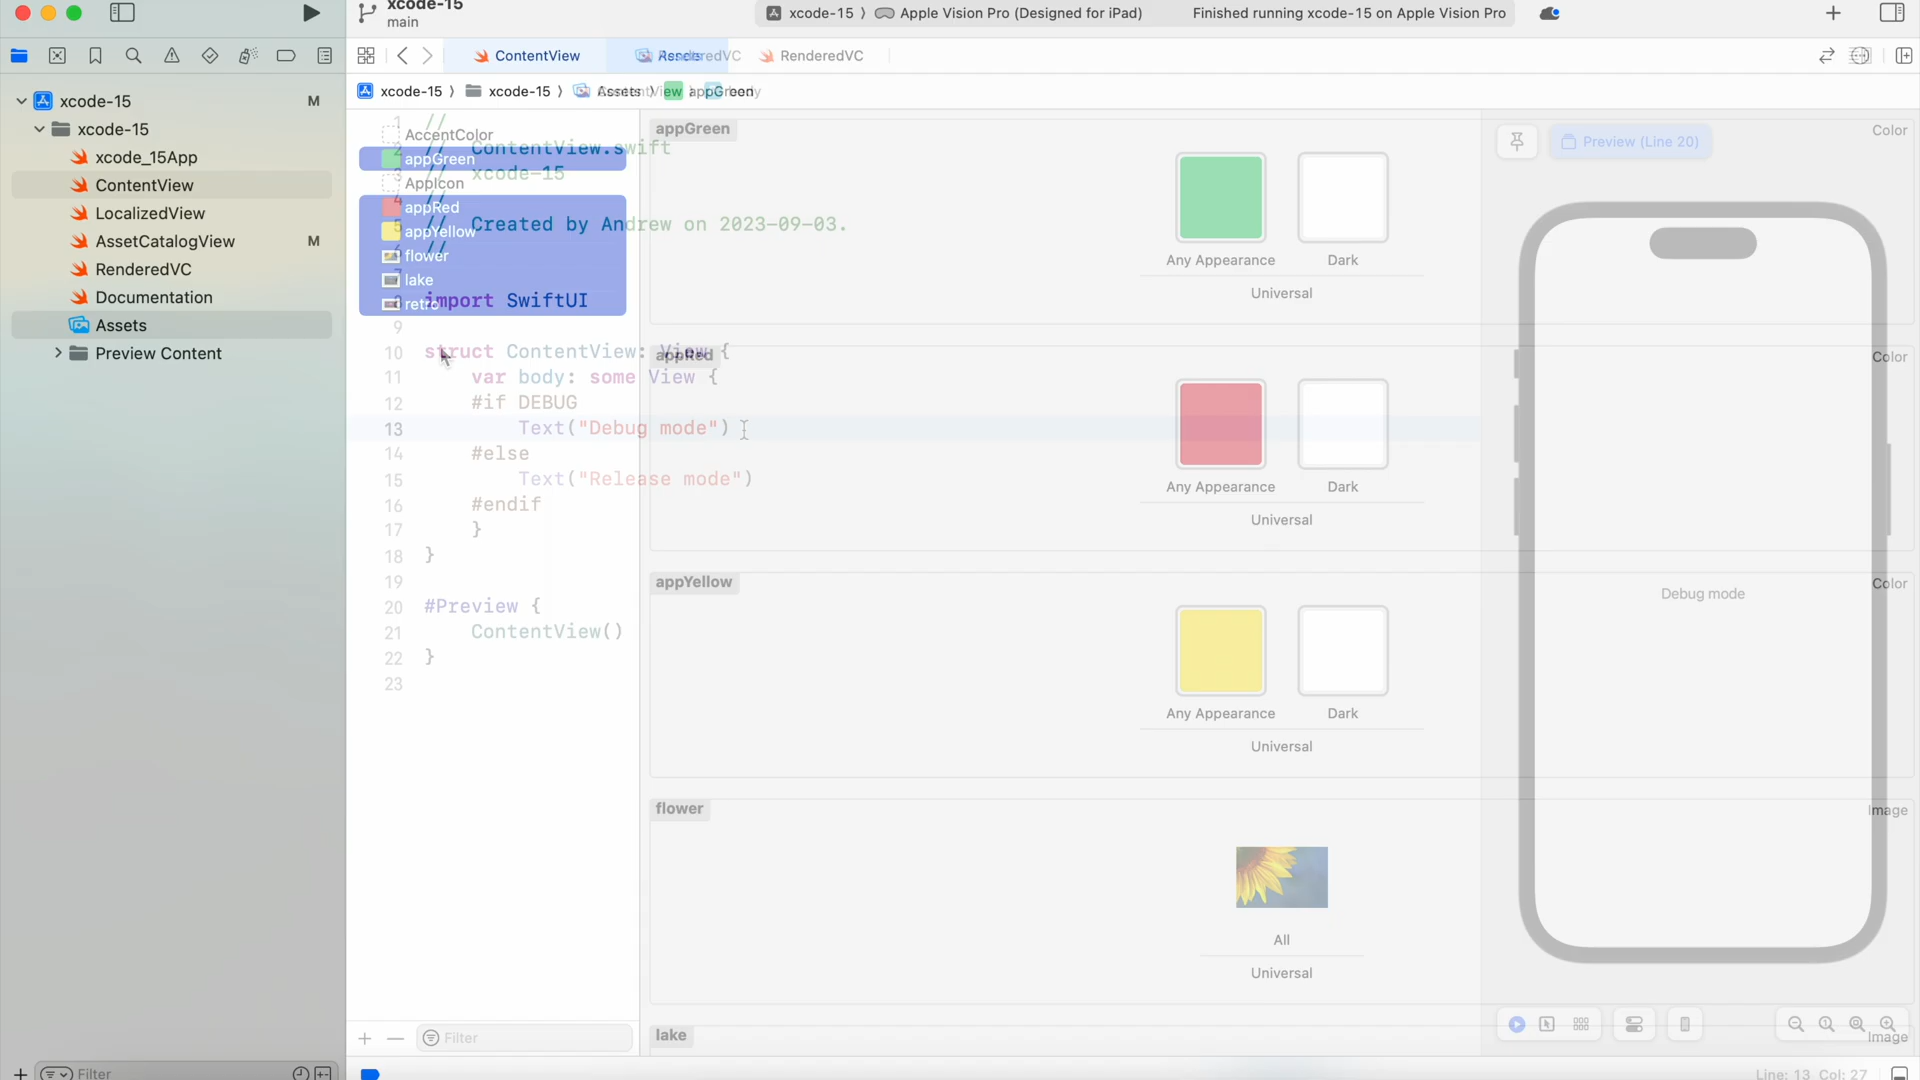 xcode-15
main
xcode-15 〉 Apple Vision Pro (Designed for iPad)
Finished running xcode-15 on Apple Vision Pro
ContentView
RenderedVC
xcode-15 〉 xcode-15 〉 Assets 〉 appGreen
xcode-15 M
xcode-15
xcode_15App
ContentView
LocalizedView
AssetCatalogView M
RenderedVC
Documentation
Assets
Preview Content
Filter
AccentColor
appGreen
AppIcon
appRed
appYellow
flower
lake
retro
Filter
1 //
2 // ContentView.swift
3 // xcode-15
4 //
5 // Created by Andrew on 2023-09-03.
6 //
7
8 import SwiftUI
9
10 struct ContentView: View {
11 var body: some View {
12 #if DEBUG
13 Text("Debug mode")
14 #else
15 Text("Release mode")
16 #endif
17 }
18 }
19
20 #Preview {
21 ContentView()
22 }
23
appGreen
Color
Any Appearance
Dark
Universal
appRed
Color
Any Appearance
Dark
Universal
appYellow
Color
Any Appearance
Dark
Universal
flower
Image
All
Universal
lake
Image
Preview (Line 20)
Debug mode
Line: 13 Col: 27